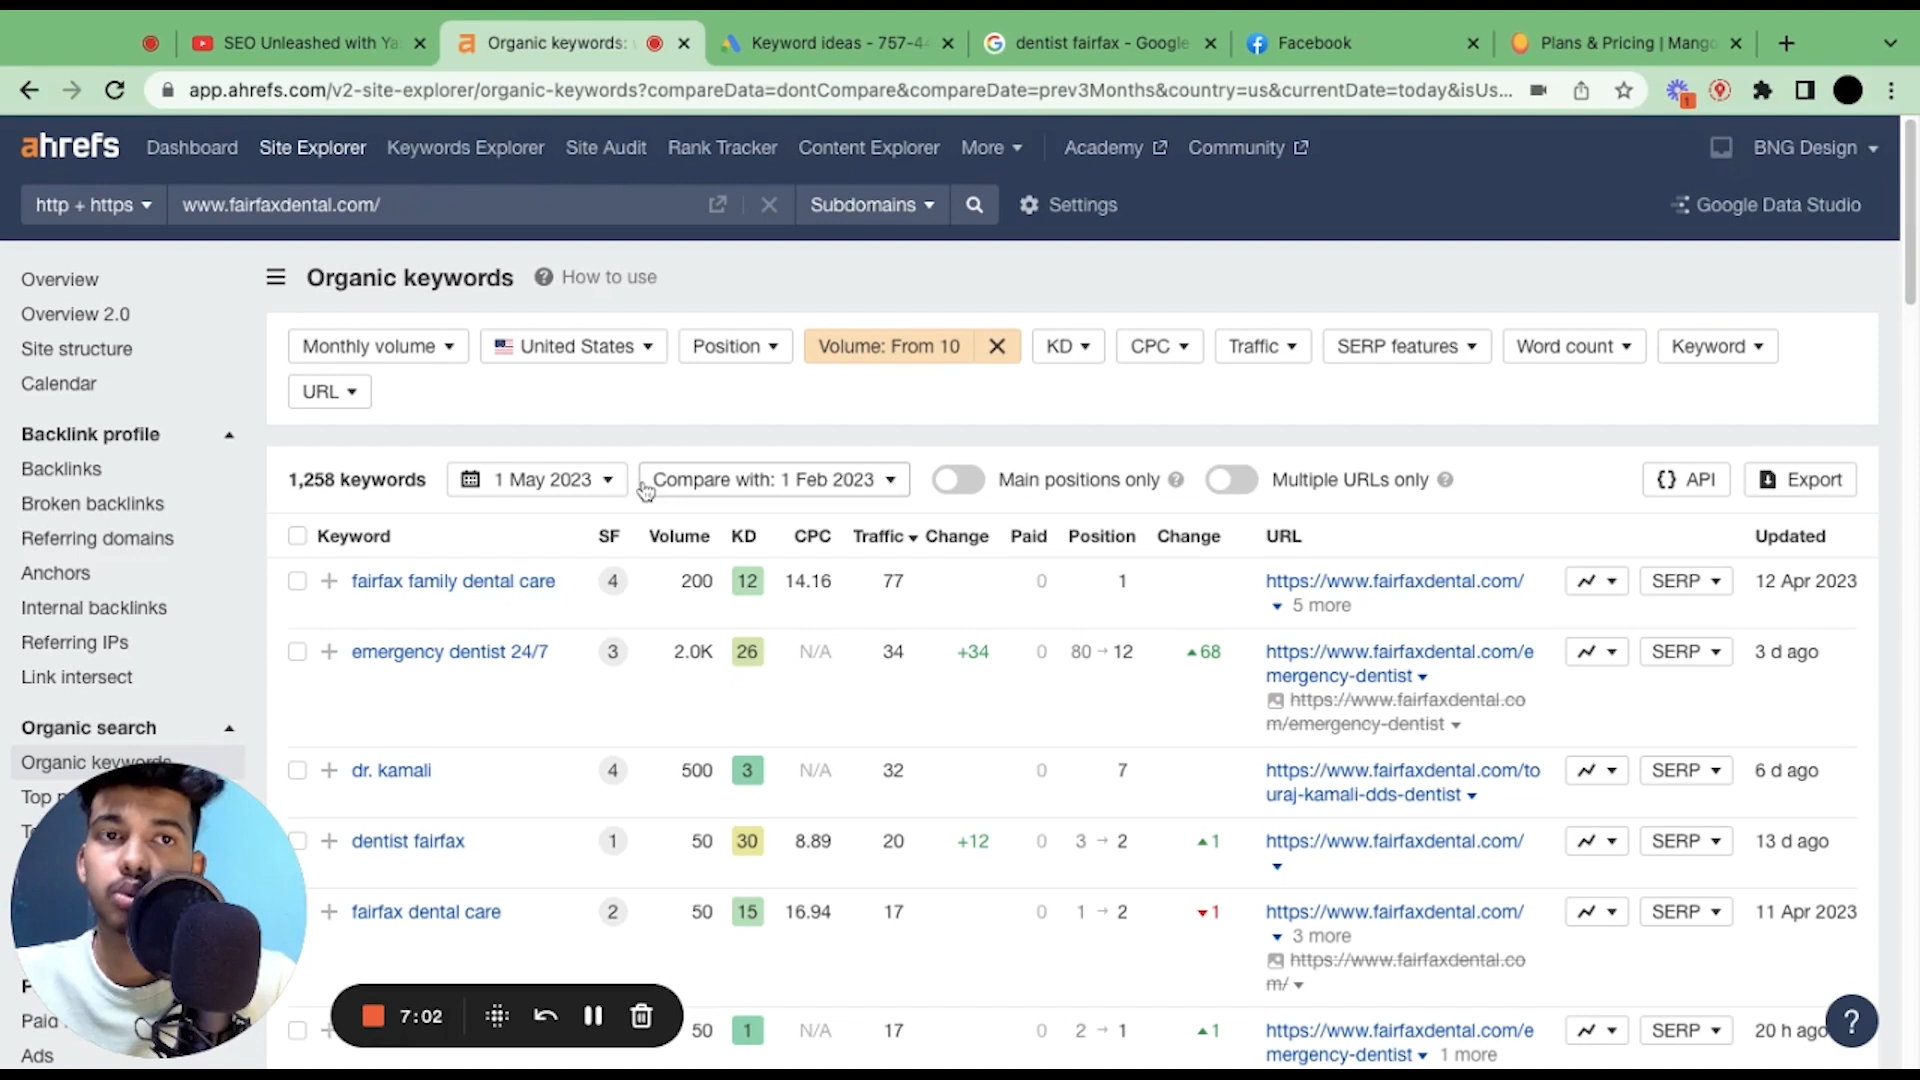 SEO Unleashed with Ya
Organic keywords:
Keyword ideas - 757-4
dentist fairfax - Google
Facebook
Plans & Pricing | Mango
app.ahrefs.com/v2-site-explorer/organic-keywords?compareData=dontCompare&compareDate=prev3Months&country=us&currentDate=today&isUs...
1
ahrefs Dashboard Site Explorer Keywords Explorer Site Audit Rank Tracker Content Explorer More Academy Community BNG Design
http + https www.fairfaxdental.com/ Subdomains Settings Google Data Studio
Overview
Overview 2.0
Site structure
Calendar
Backlink profile
Backlinks
Broken backlinks
Referring domains
Anchors
Internal backlinks
Referring IPs
Link intersect
Organic search
Organic keywords
Top
Paid
Ads
Organic keywords ? How to use
Monthly volume United States Position Volume: From 10 KD CPC Traffic SERP features Word count Keyword
URL
1,258 keywords 1 May 2023 Compare with: 1 Feb 2023 Main positions only ? Multiple URLs only ? API Export
Keyword SF Volume KD CPC Traffic Change Paid Position Change URL Updated
fairfax family dental care 4 200 12 14.16 77 0 1 https://www.fairfaxdental.com/ SERP 12 Apr 2023
5 more
emergency dentist 24/7 3 2.0K 26 N/A 34 +34 0 80 → 12 68 https://www.fairfaxdental.com/e SERP 3 d ago
mergency-dentist
https://www.fairfaxdental.co
m/emergency-dentist
dr. kamali 4 500 3 N/A 32 0 7 https://www.fairfaxdental.com/to SERP 6 d ago
uraj-kamali-dds-dentist
dentist fairfax 1 50 30 8.89 20 +12 0 3 → 2 1 https://www.fairfaxdental.com/ SERP 13 d ago
fairfax dental care 2 50 15 16.94 17 0 1 → 2 1 https://www.fairfaxdental.com/ SERP 11 Apr 2023
3 more
https://www.fairfaxdental.co
m/
50 1 N/A 17 0 2 → 1 1 https://www.fairfaxdental.com/e SERP 20 h ago
mergency-dentist 1 more
7:02
?